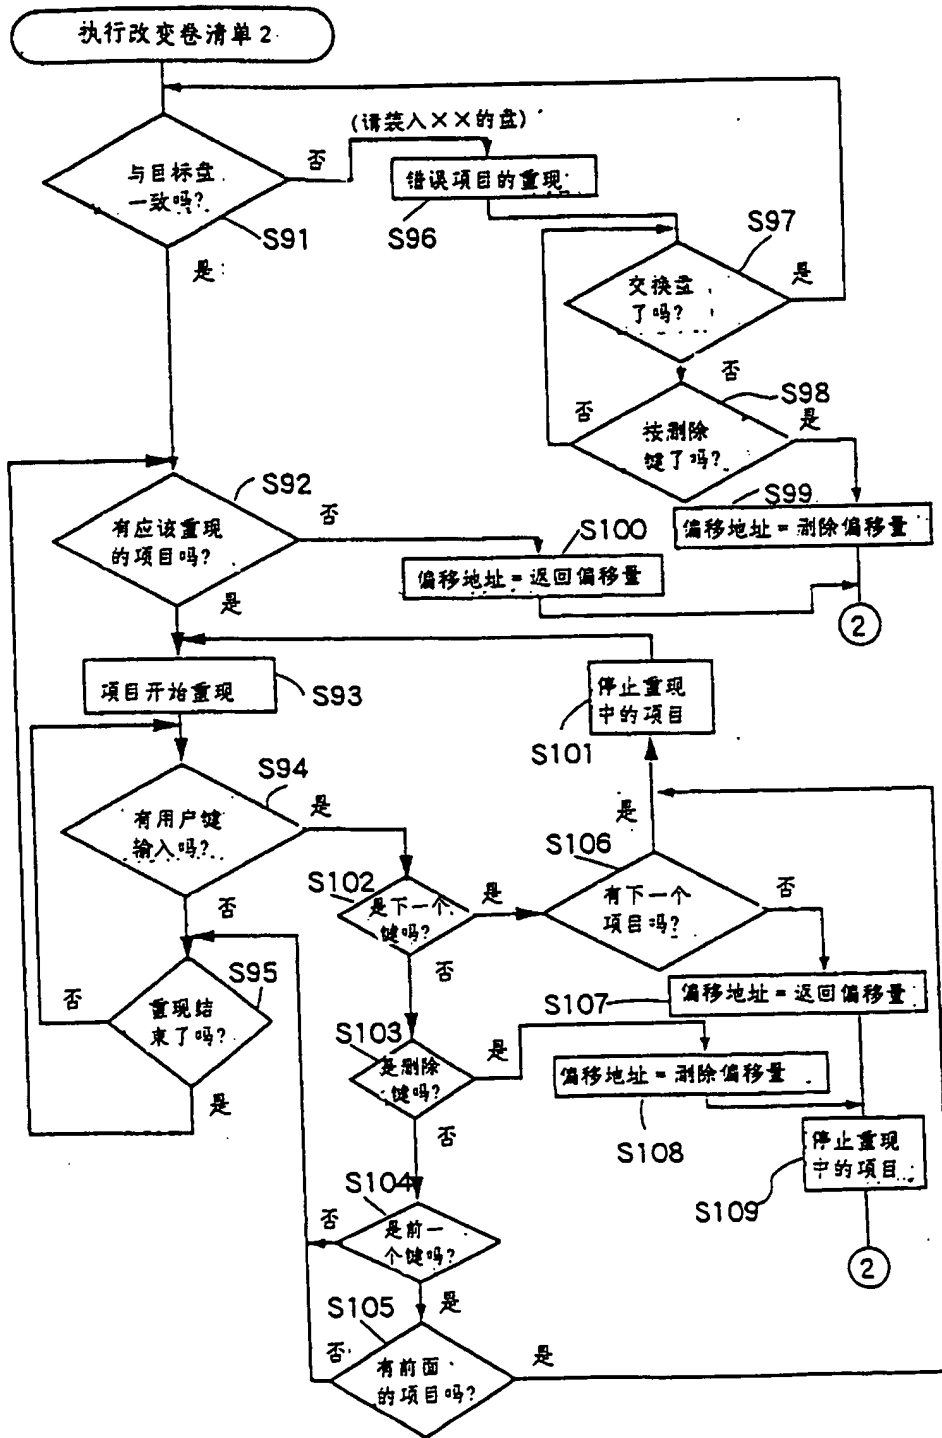 执行改变卷清单2
(请装入××的盘)
与目标盘
一致吗?
否
S91
是
错误项目的重现
S96
S97
交换盘
了吗?
是
否
S98
按删除
键了吗?
否
是
S99
偏移地址=删除偏移量
S92
有应该重现
的项目吗?
否
是
S100
偏移地址=返回偏移量
2
项目开始重现
S93
停止重现
中的项目
S101
S94
有用户键
输入吗?
是
否
S95
重现结
束了吗?
否
是
S102
是下一个
键吗?
是
否
S106
有下一个
项目吗?
是
否
S107
偏移地址=返回偏移量
S103
是删除
键吗?
是
否
偏移地址=删除偏移量
S108
停止重现
中的项目
S109
2
S104
是前一
个键吗?
否
是
S105
有前面
的项目吗?
否
是